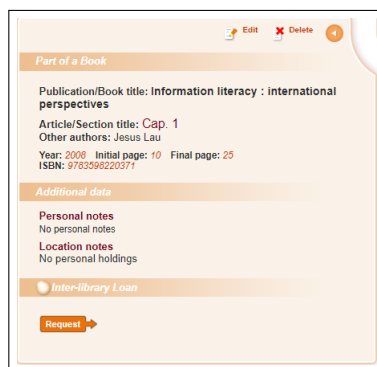 Edit Delete
Part of a Book
Publication/Book title: Information literacy : international
perspectives
Article/Section title: Cap. 1
Other authors: Jesus Lau
Year: 2008 Initial page: 10 Final page: 25
ISBN: 9783598220371
Additional data
Personal notes
No personal notes
Location notes
No personal holdings
Inter-library Loan
Request